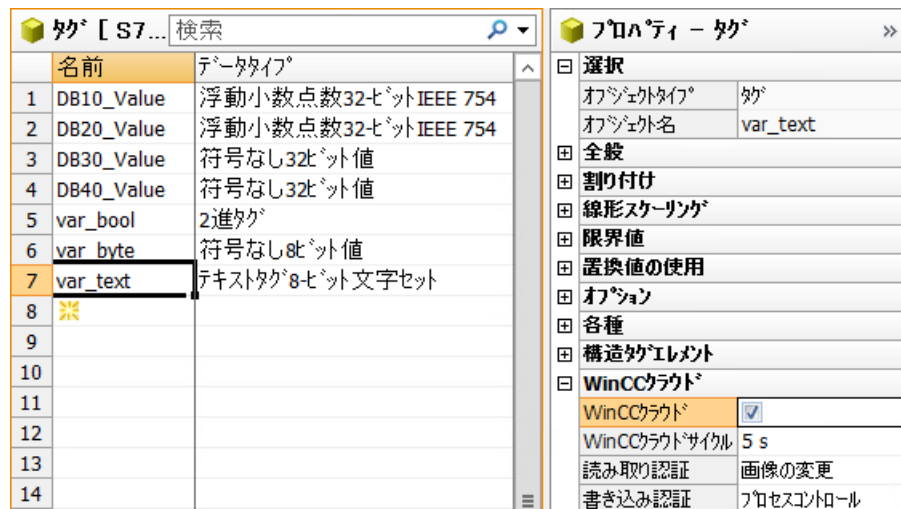 ﾀｸﾞ [ S7... 検索
名前 ﾃﾞｰﾀﾀｲﾌﾟ
1 DB10_Value 浮動小数点数32-ﾋﾞｯﾄIEEE 754
2 DB20_Value 浮動小数点数32-ﾋﾞｯﾄIEEE 754
3 DB30_Value 符号なし32ﾋﾞｯﾄ値
4 DB40_Value 符号なし32ﾋﾞｯﾄ値
5 var_bool 2進ﾀｸﾞ
6 var_byte 符号なし8ﾋﾞｯﾄ値
7 var_text テキストタグ8-ﾋﾞｯﾄ文字セット
8
9
10
11
12
13
14
ﾌﾟﾛﾊﾟﾃｨｰ - ﾀｸﾞ »
選択
ｵﾌﾞｼﾞｪｸﾄﾀｲﾌﾟ ﾀｸﾞ
ｵﾌﾞｼﾞｪｸﾄ名 var_text
全般
割り付け
線形ｽｹｰﾘﾝｸﾞ
限界値
置換値の使用
ｵﾌﾟｼｮﾝ
各種
構造ﾀｸﾞｴﾚﾒﾝﾄ
WinCCｸﾗｳﾄﾞ
WinCCｸﾗｳﾄﾞ
WinCCｸﾗｳﾄﾞｻｲｸﾙ 5 s
読み取り認証 画像の変更
書き込み認証 ﾌﾟﾛｾｽｺﾝﾄﾛｰﾙ